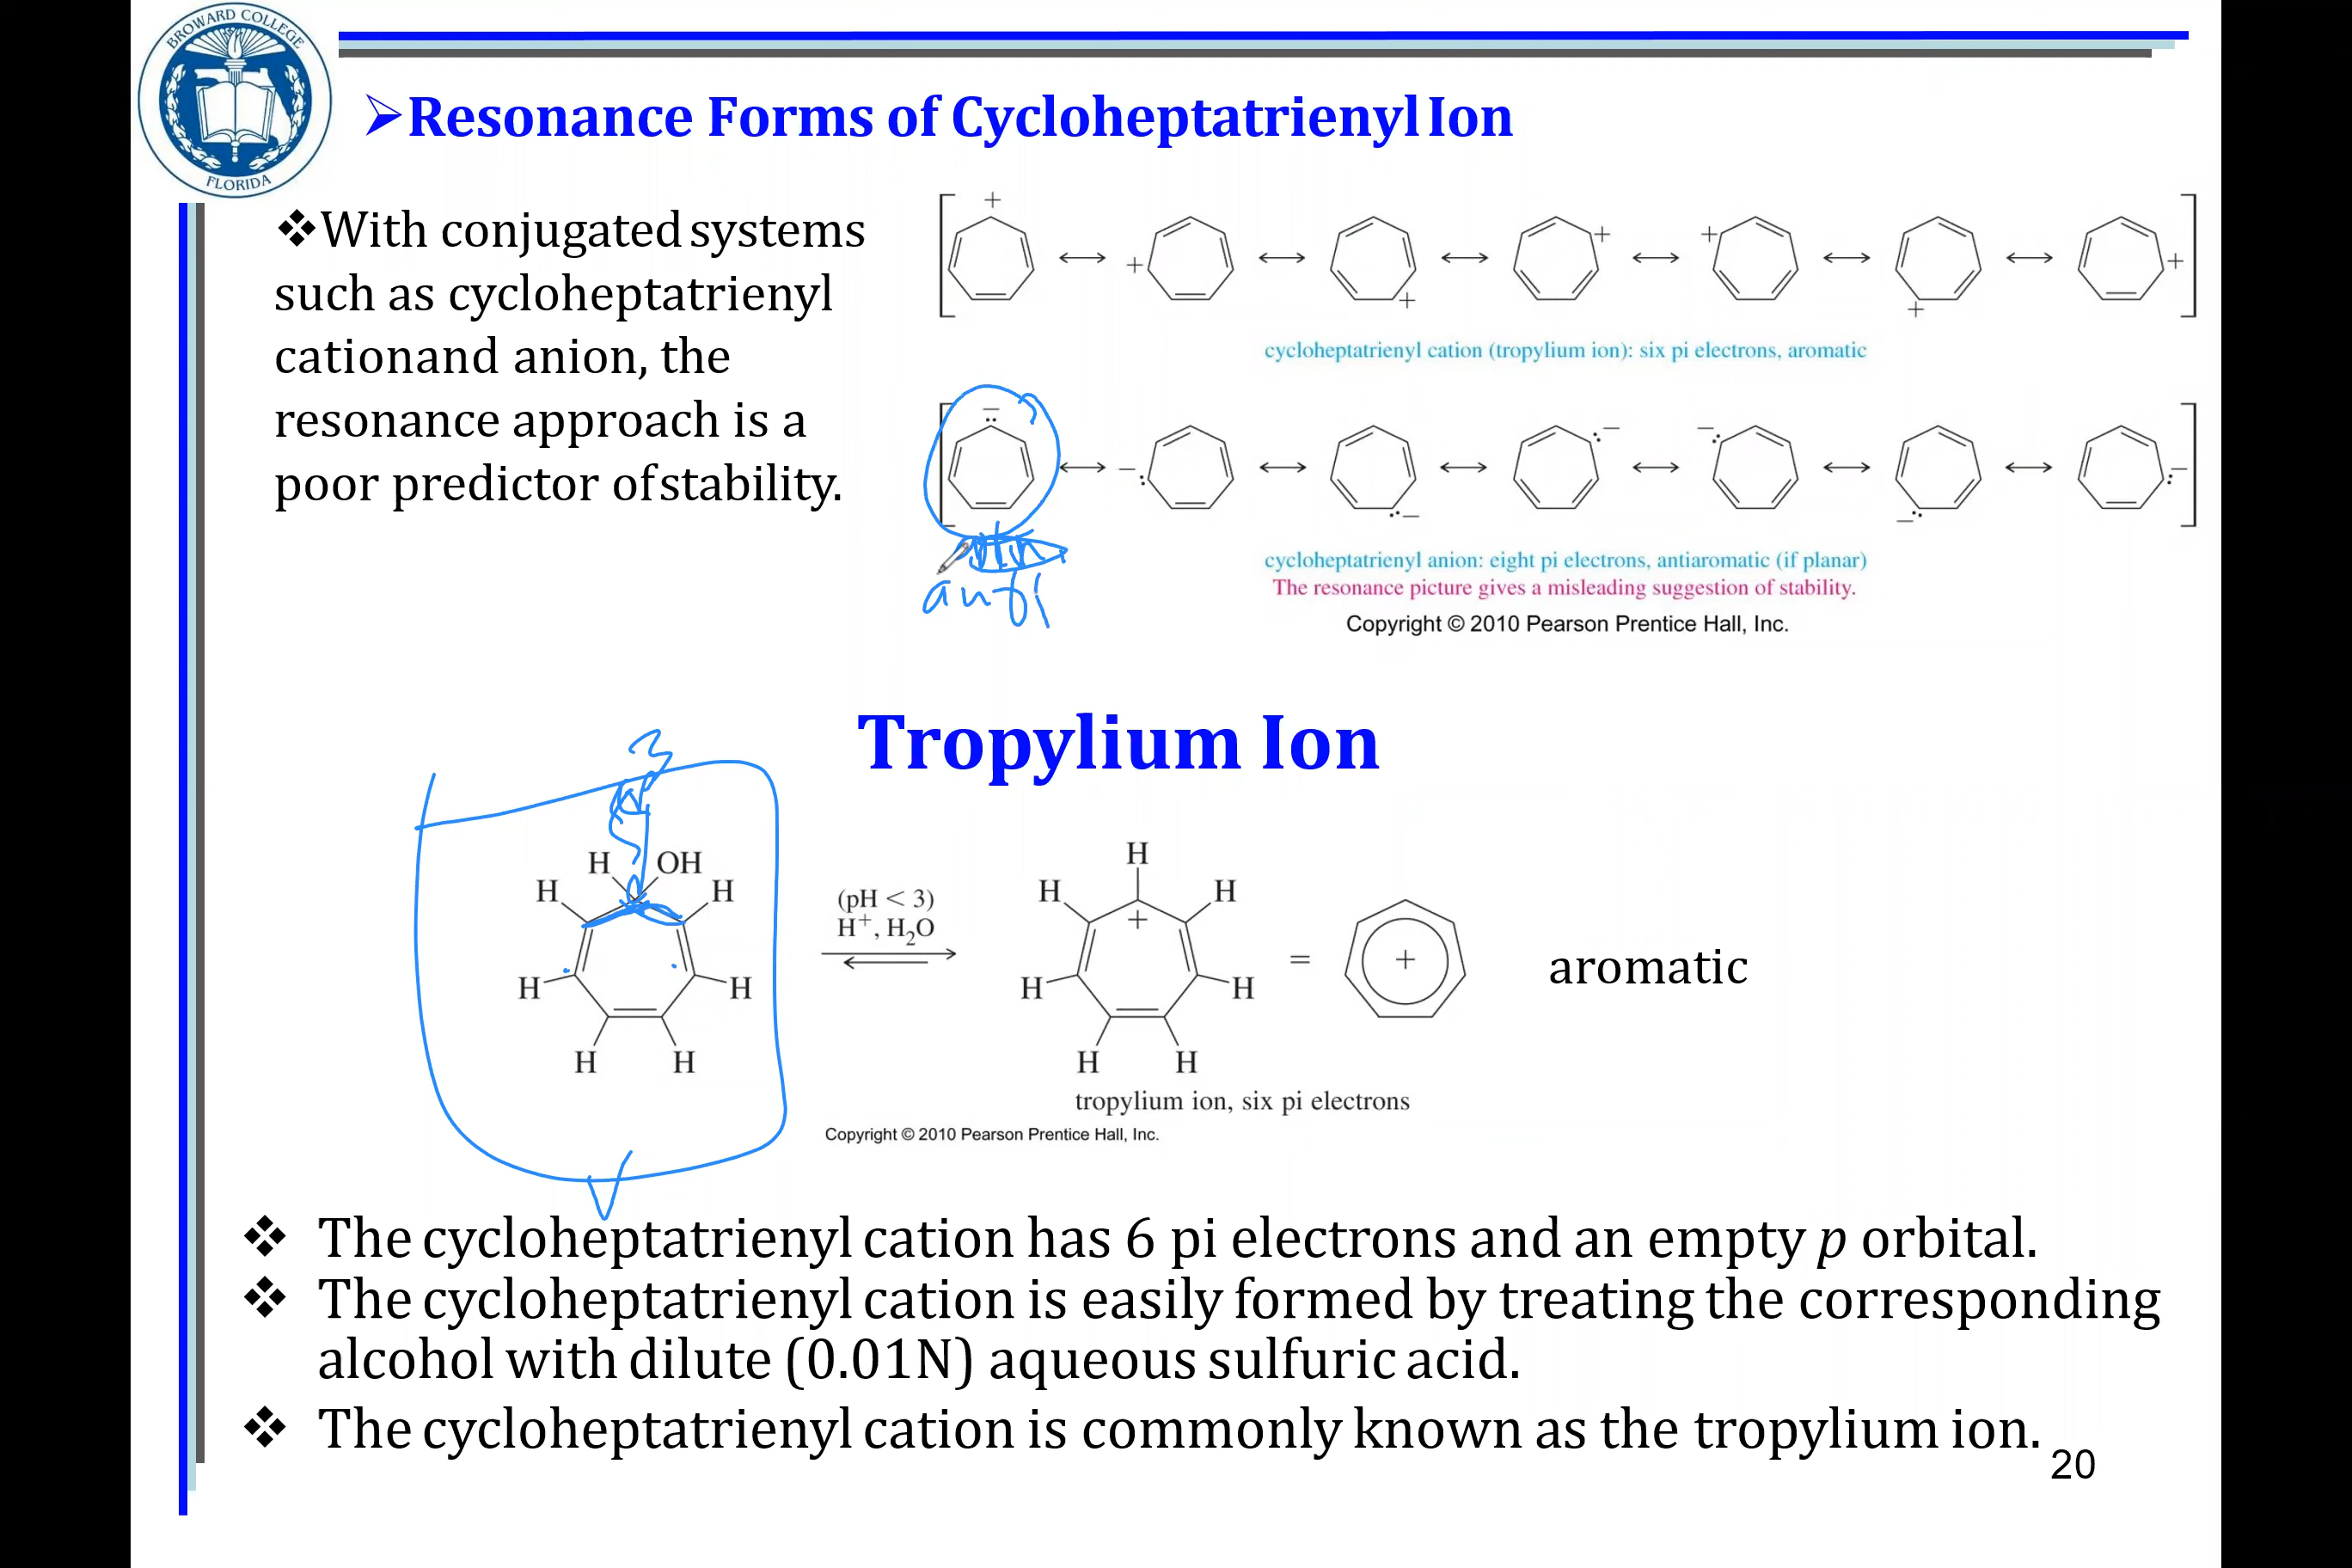 BROWARD COLLEGE
FLORIDA
➢Resonance Forms of Cycloheptatrienyl Ion
❖With conjugated systems
such as cycloheptatrienyl
cationand anion, the
resonance approach is a
poor predictor ofstability.
+ + + + + + +
cycloheptatrienyl cation (tropylium ion): six pi electrons, aromatic
cycloheptatrienyl anion: eight pi electrons, antiaromatic (if planar)
The resonance picture gives a misleading suggestion of stability.
Copyright © 2010 Pearson Prentice Hall, Inc.
anti
Tropylium Ion
H OH
H H
H H
H H
(pH < 3)
H+, H2O
H
H H
+
H H
H H
=
+
aromatic
tropylium ion, six pi electrons
Copyright © 2010 Pearson Prentice Hall, Inc.
❖ The cycloheptatrienyl cation has 6 pi electrons and an empty p orbital.
❖ The cycloheptatrienyl cation is easily formed by treating the corresponding
alcohol with dilute (0.01N) aqueous sulfuric acid.
❖ The cycloheptatrienyl cation is commonly known as the tropylium ion.
20